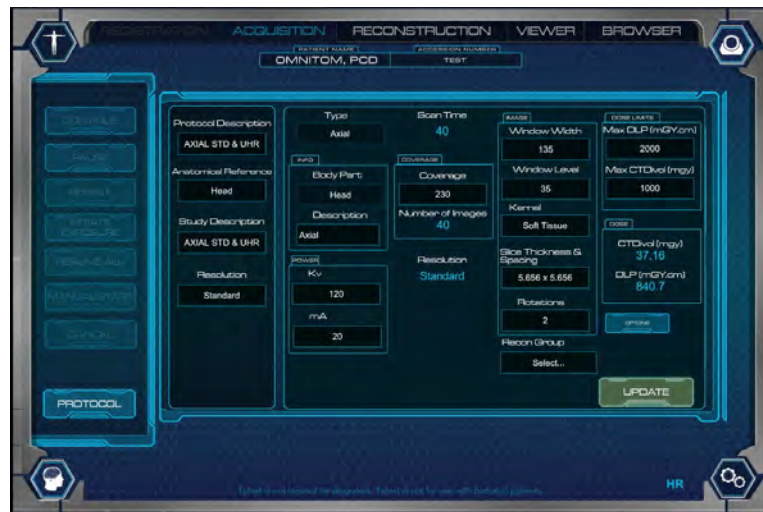 REGISTRATION ACQUISITION RECONSTRUCTION VIEWER BROWSER
PATIENT NAME ACCESSION NUMBER
OMNITOM, PCD TEST
PAUSE
PROTOCOL
Protocol Description
AXIAL STD & UHR
Anatomical Reference
Head
Study Description
AXIAL STD & UHR
Resolution
Standard
Type
Axial
INFO
Body Part
Head
Description
Axial
POWER
Kv
120
mA
20
Scan Time
40
COVERAGE
Coverage
230
Number of Images
40
Resolution
Standard
IMAGE
Window Width
135
Window Level
35
Kernel
Soft Tissue
Slice Thickness &
Spacing
5.656 x 5.656
Rotations
2
Recon Group
Select...
DOSE LIMITS
Max DLP (mGY.cm)
2000
Max CTDIvol (mgy)
1000
DOSE
CTDIvol (mgy)
37.16
DLP (mGY.cm)
840.7
OPTIONS
UPDATE
HR